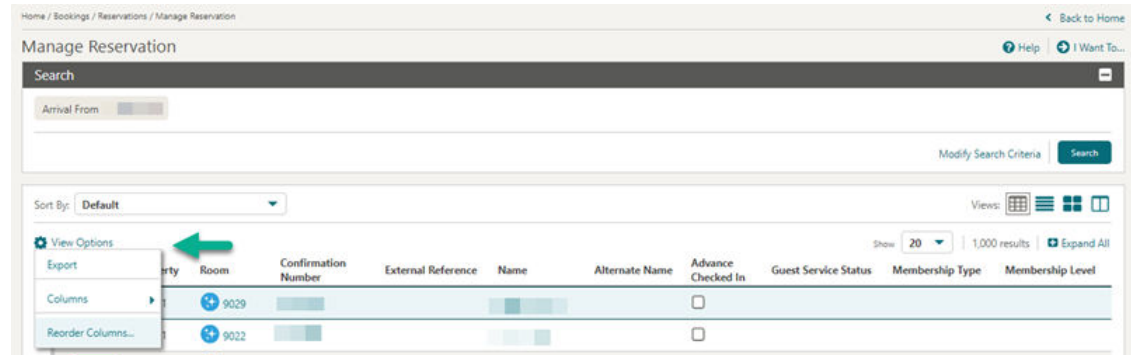 Home / Bookings / Reservations / Manage Reservation
Back to Home
Manage Reservation
Help
I Want To...
Search
Arrival From
Modify Search Criteria
Search
Sort By: Default
Views:
View Options
Show 20 1,000 results Expand All
Export
Columns
Reorder Columns...
erty Room Confirmation Number External Reference Name Alternate Name Advance Checked In Guest Service Status Membership Type Membership Level
1 9029
1 9022